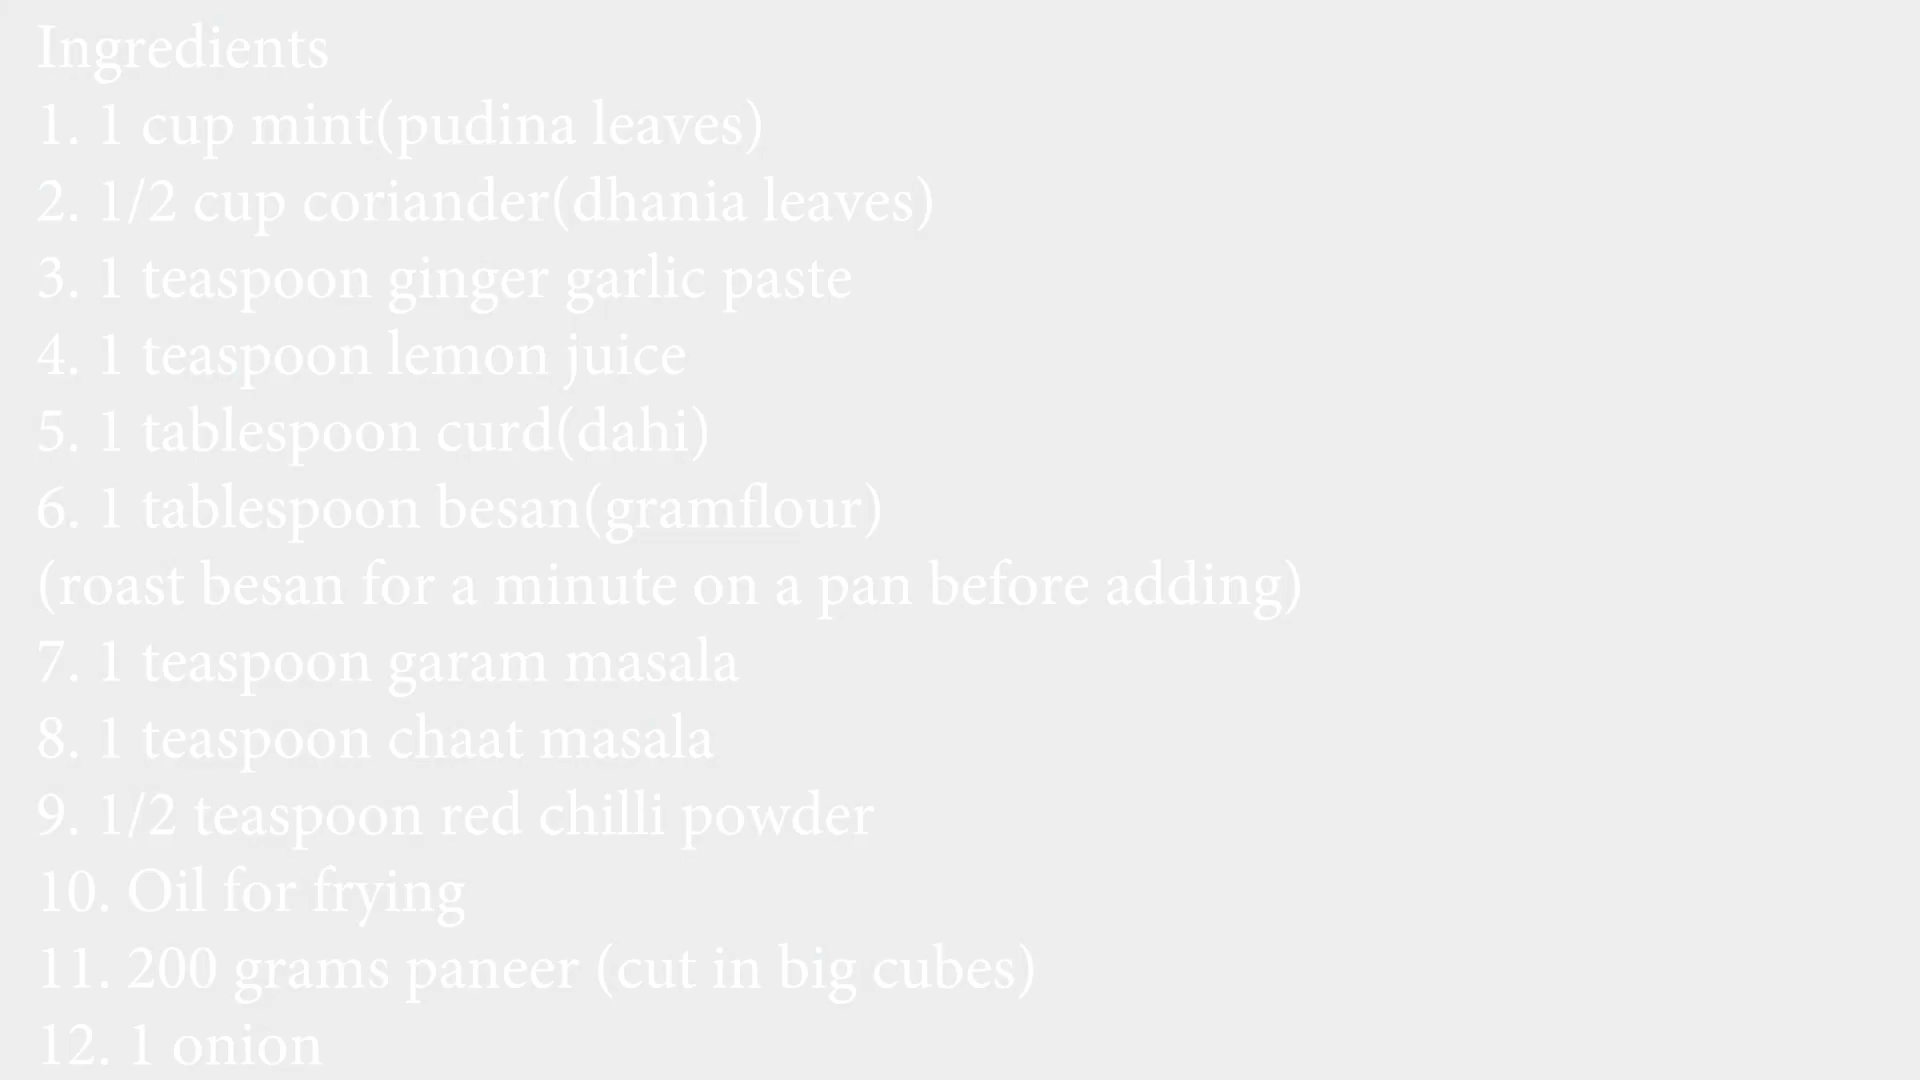 Ingredients
1. 1 cup mint(pudina leaves)
2. 1/2 cup coriander(dhania leaves)
3. 1 teaspoon ginger garlic paste
4. 1 teaspoon lemon juice
5. 1 tablespoon curd(dahi)
6. 1 tablespoon besan(gramflour)
(roast besan for a minute on a pan before adding)
7. 1 teaspoon garam masala
8. 1 teaspoon chaat masala
9. 1/2 teaspoon red chilli powder
10. Oil for frying
11. 200 grams paneer (cut in big cubes)
12. 1 onion